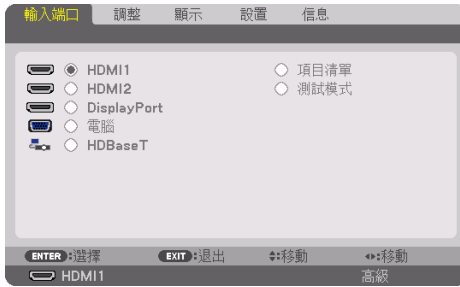 輸入端口 調整 顯示 設置 信息
HDMI1 項目清單
HDMI2 測試模式
DisplayPort
電腦
HDBaseT
ENTER:選擇 EXIT:退出 :移動 :移動
HDMI1 高級